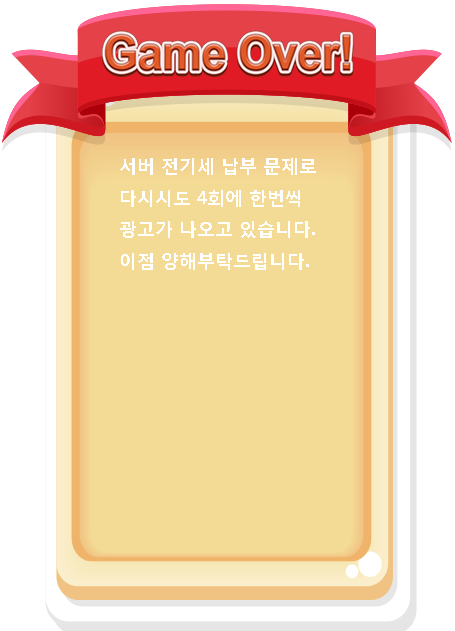 Game Over!
서버 전기세 납부 문제로
다시시도 4회에 한번씩
광고가 나오고 있습니다.
이점 양해부탁드립니다.